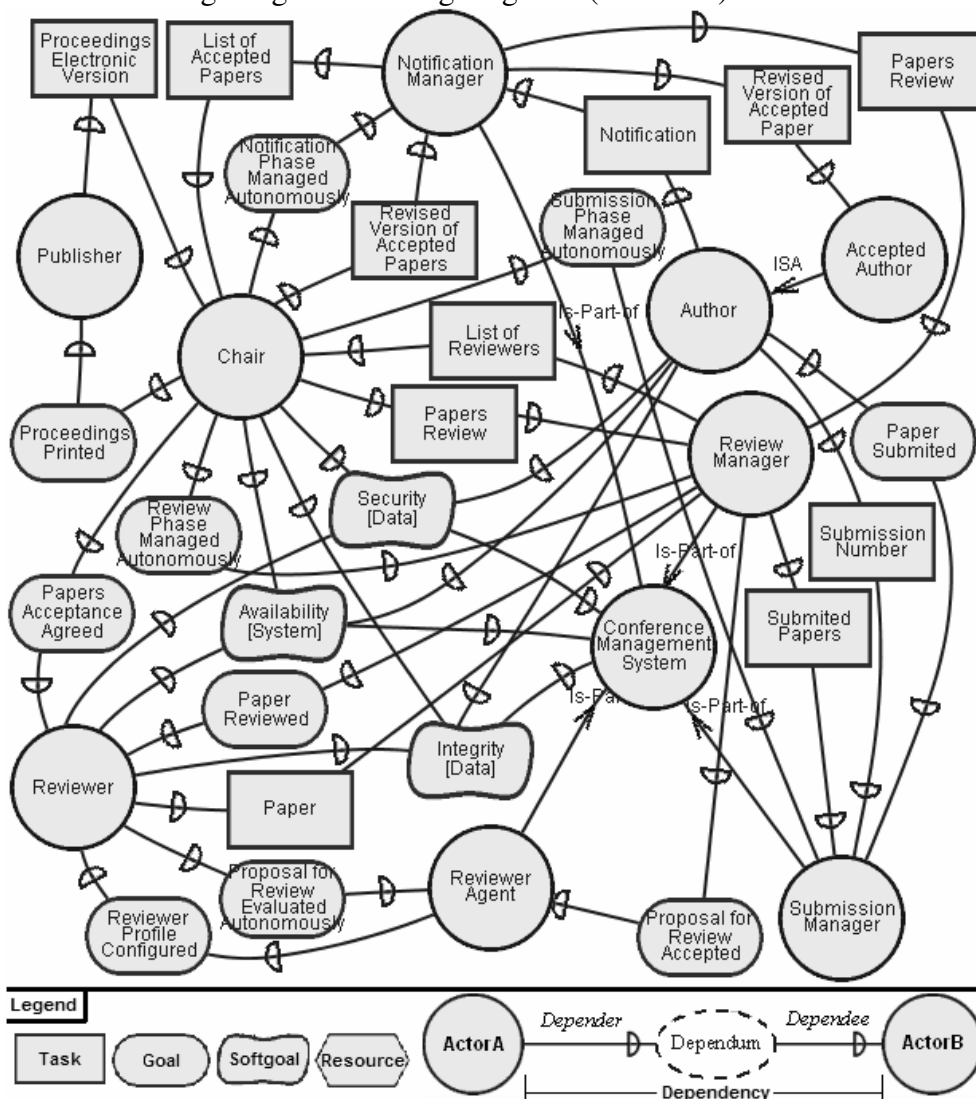 Proceedings
Electronic
Version
List of
Accepted
Papers
Notification
Manager
Papers
Review
Revised
Version of
Accepted
Paper
Notification
Notification
Phase
Managed
Autonomously
Submission
Phase
Managed
Autonomously
Revised
Version of
Accepted
Papers
Publisher
Accepted
Author
ISA
Author
Is-Part-of
List of
Reviewers
Chair
Papers
Review
Proceedings
Printed
Review
Manager
Paper
Submited
Security
[Data]
Review
Phase
Managed
Autonomously
Submission
Number
Is-Part-of
Papers
Acceptance
Agreed
Availability
[System]
Conference
Management
System
Submited
Papers
Paper
Reviewed
Is-Pa
Is-Part-of
Integrity
[Data]
Reviewer
Paper
Proposal for
Review
Evaluated
Autonomously
Reviewer
Agent
Reviewer
Profile
Configured
Proposal for
Review
Accepted
Submission
Manager
Legend
Task
Goal
Softgoal
Resource
ActorA
Depender
Dependum
Dependee
ActorB
Dependency